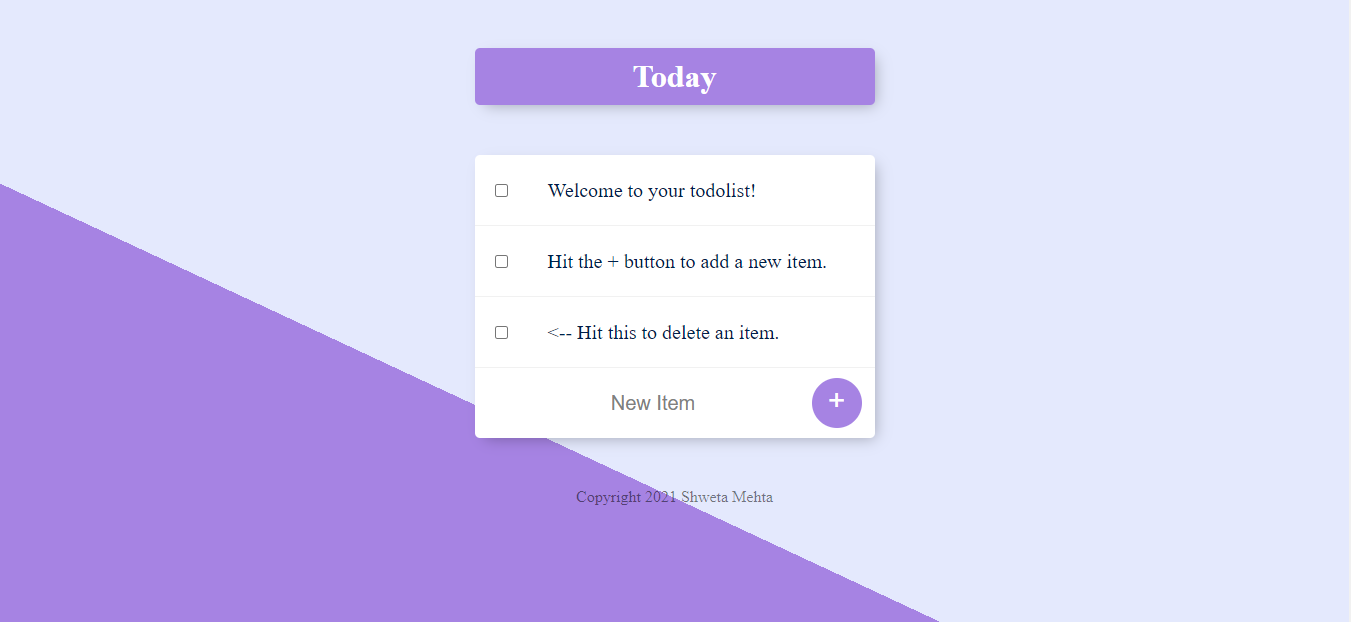 Today
Welcome to your todolist!
Hit the + button to add a new item.
<-- Hit this to delete an item.
New Item +
Copyright 2021 Shweta Mehta